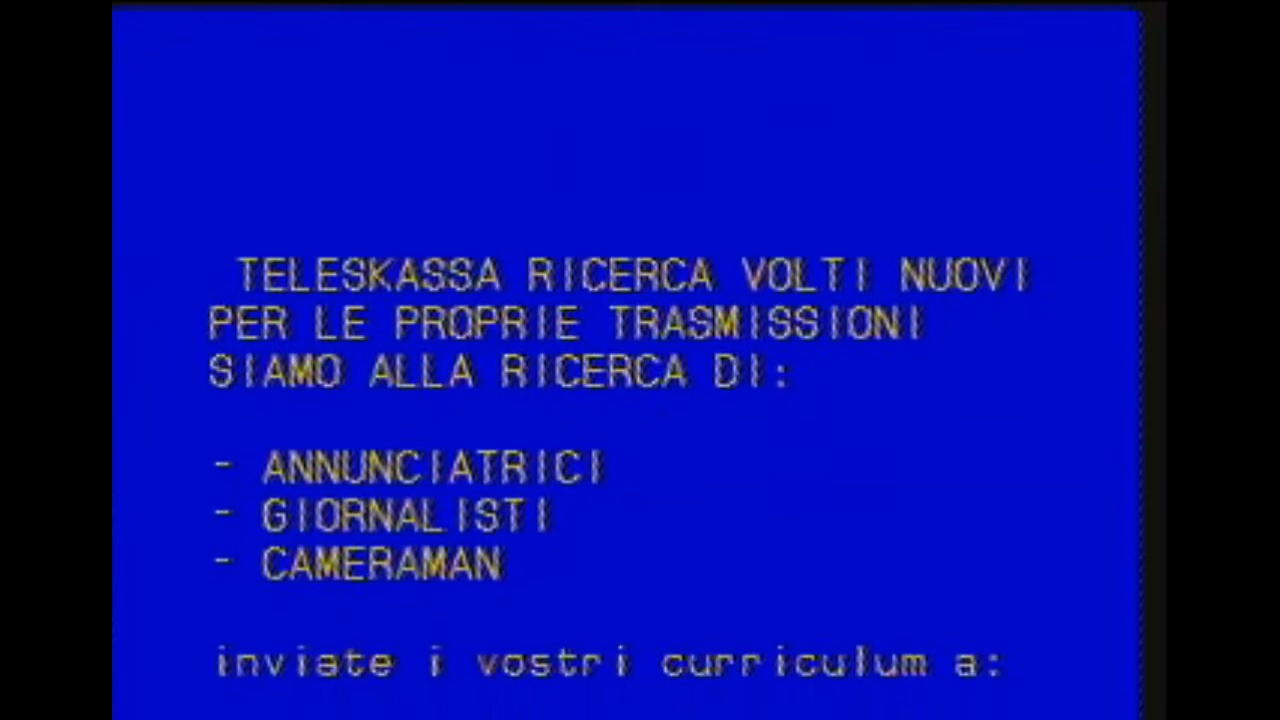 TELESKASSA RICERCA VOLTI NUOVI
PER LE PROPRIE TRASMISSIONI
SIAMO ALLA RICERCA DI:
- ANNUNCIATRICI
- GIORNALISTI
- CAMERAMAN
inviate i vostri curriculum a: